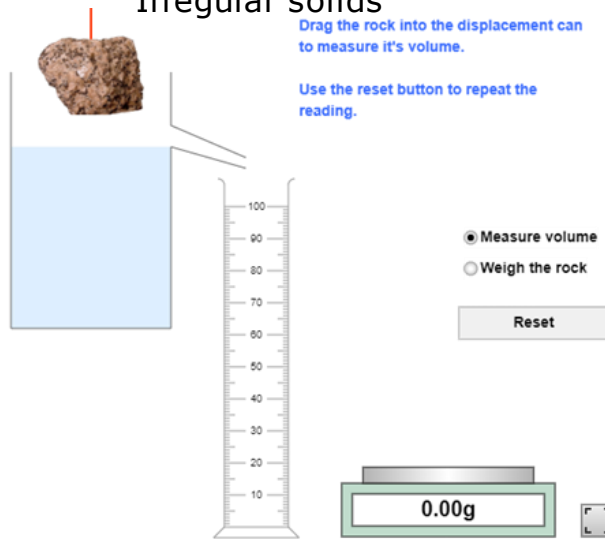 Irregular solids
Drag the rock into the displacement can
to measure it's volume.
Use the reset button to repeat the
reading.
100
90
80
70
60
50
40
30
20
10
Measure volume
Weigh the rock
Reset
0.00g